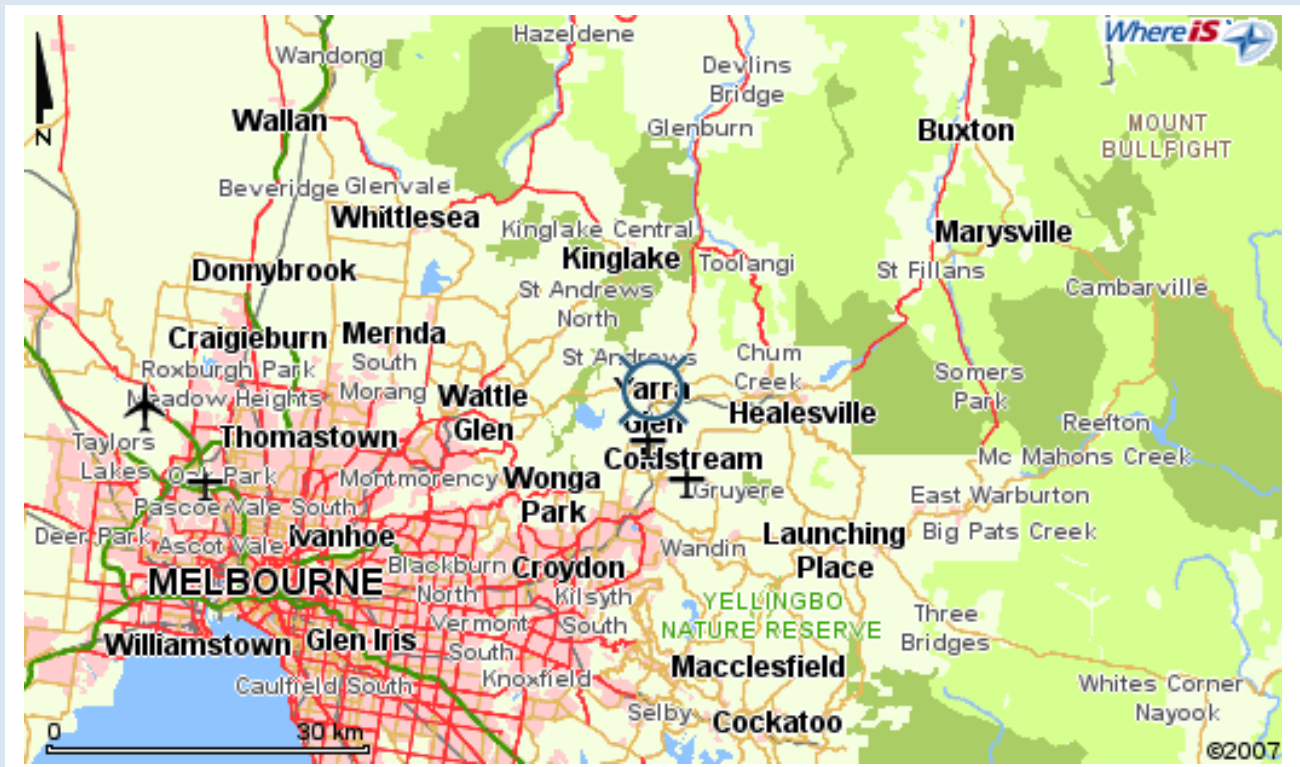 Hazeldene
WhereiS
Wandong
Devlins
Bridge
Wallan
Glenburn
Buxton
MOUNT
BULLFIGHT
N
Beveridge
Glenvale
Whittlesea
Kinglake Central
Marysville
Kinglake
Toolangi
St Fillans
Donnybrook
Cambarville
St Andrews
North
Craigieburn
Mernda
St Andrews
Chum
Creek
Roxburgh Park
South
Morang
Somers
Park
Meadow Heights
Wattle
Glen
Yarra
Glen
Healesville
Reefton
Taylors
Lakes
Thomastown
Coldstream
Mc Mahons Creek
Oak Park
Montmorency
Wonga
Park
Gruyere
East Warburton
Pascoe Vale South
Deer Park
Ascot Vale
Ivanhoe
Launching
Place
Big Pats Creek
Wandin
Blackburn
North
Croydon
MELBOURNE
Kilsyth
South
YELLINGBO
NATURE RESERVE
Three
Bridges
Vermont
South
Williamstown
Glen Iris
Macclesfield
Caulfield South
Knoxfield
Whites Corner
Nayook
Selby
Cockatoo
0
30 km
©2007